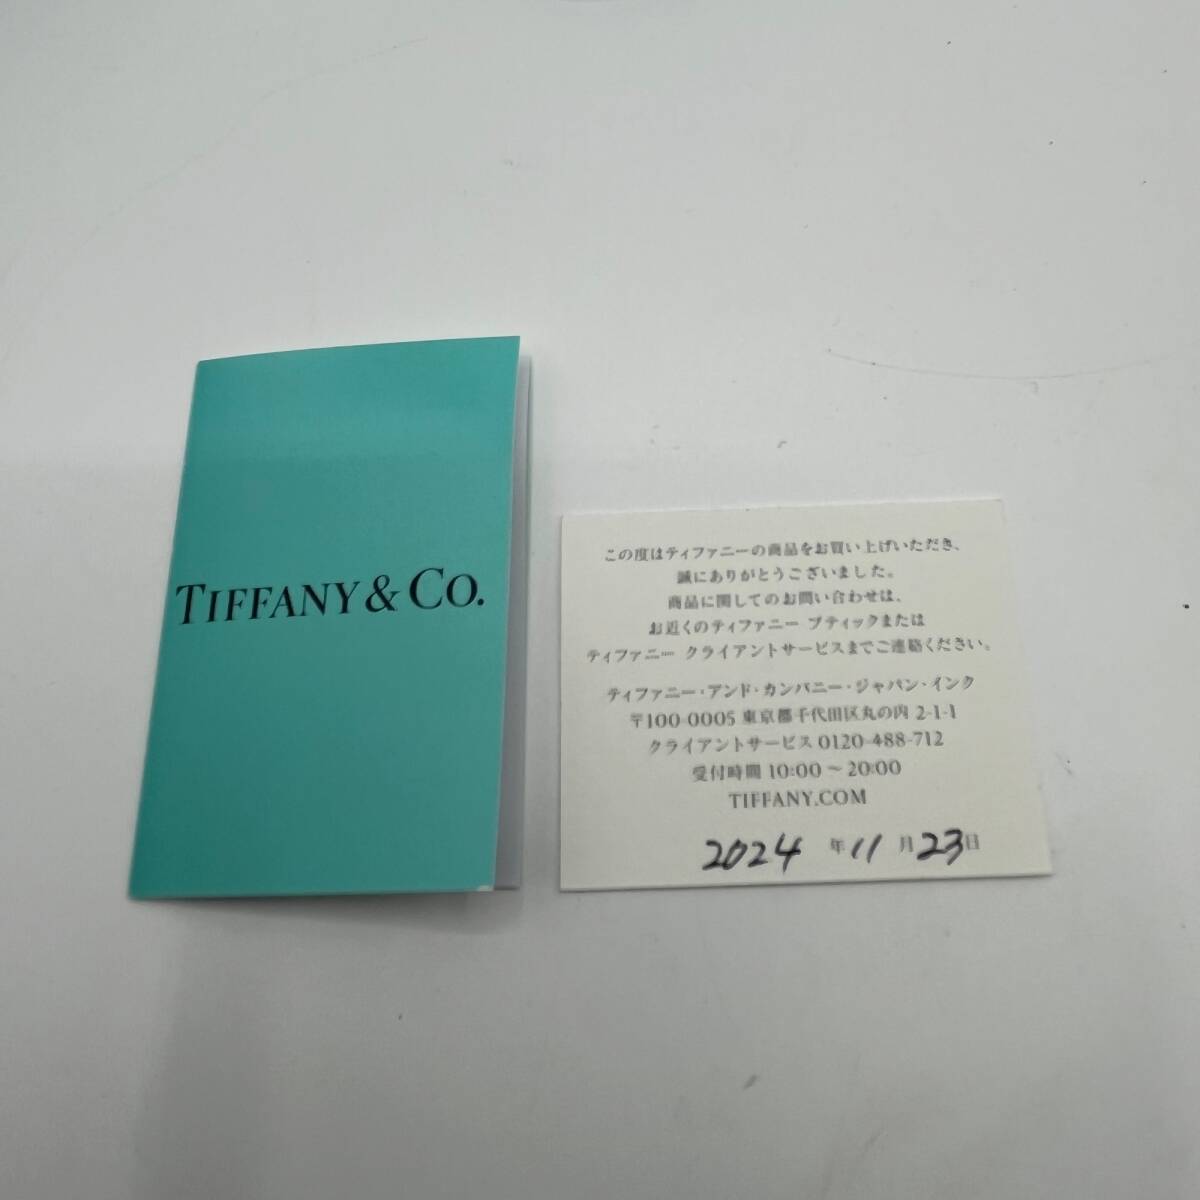 TIFFANY & CO.
この度はティファニーの商品をお買い上げいただき、
誠にありがとうございました。
商品に関してのお問い合わせは、
お近くのティファニー ブティックまたは
ティファニー クライアントサービスまでご連絡ください。
ティファニー・アンド・カンパニー・ジャパン・インク
〒100-0005 東京都千代田区丸の内 2-1-1
クライアントサービス 0120-488-712
受付時間 10:00 ～ 20:00
TIFFANY.COM
2024 年 11 月 23 日